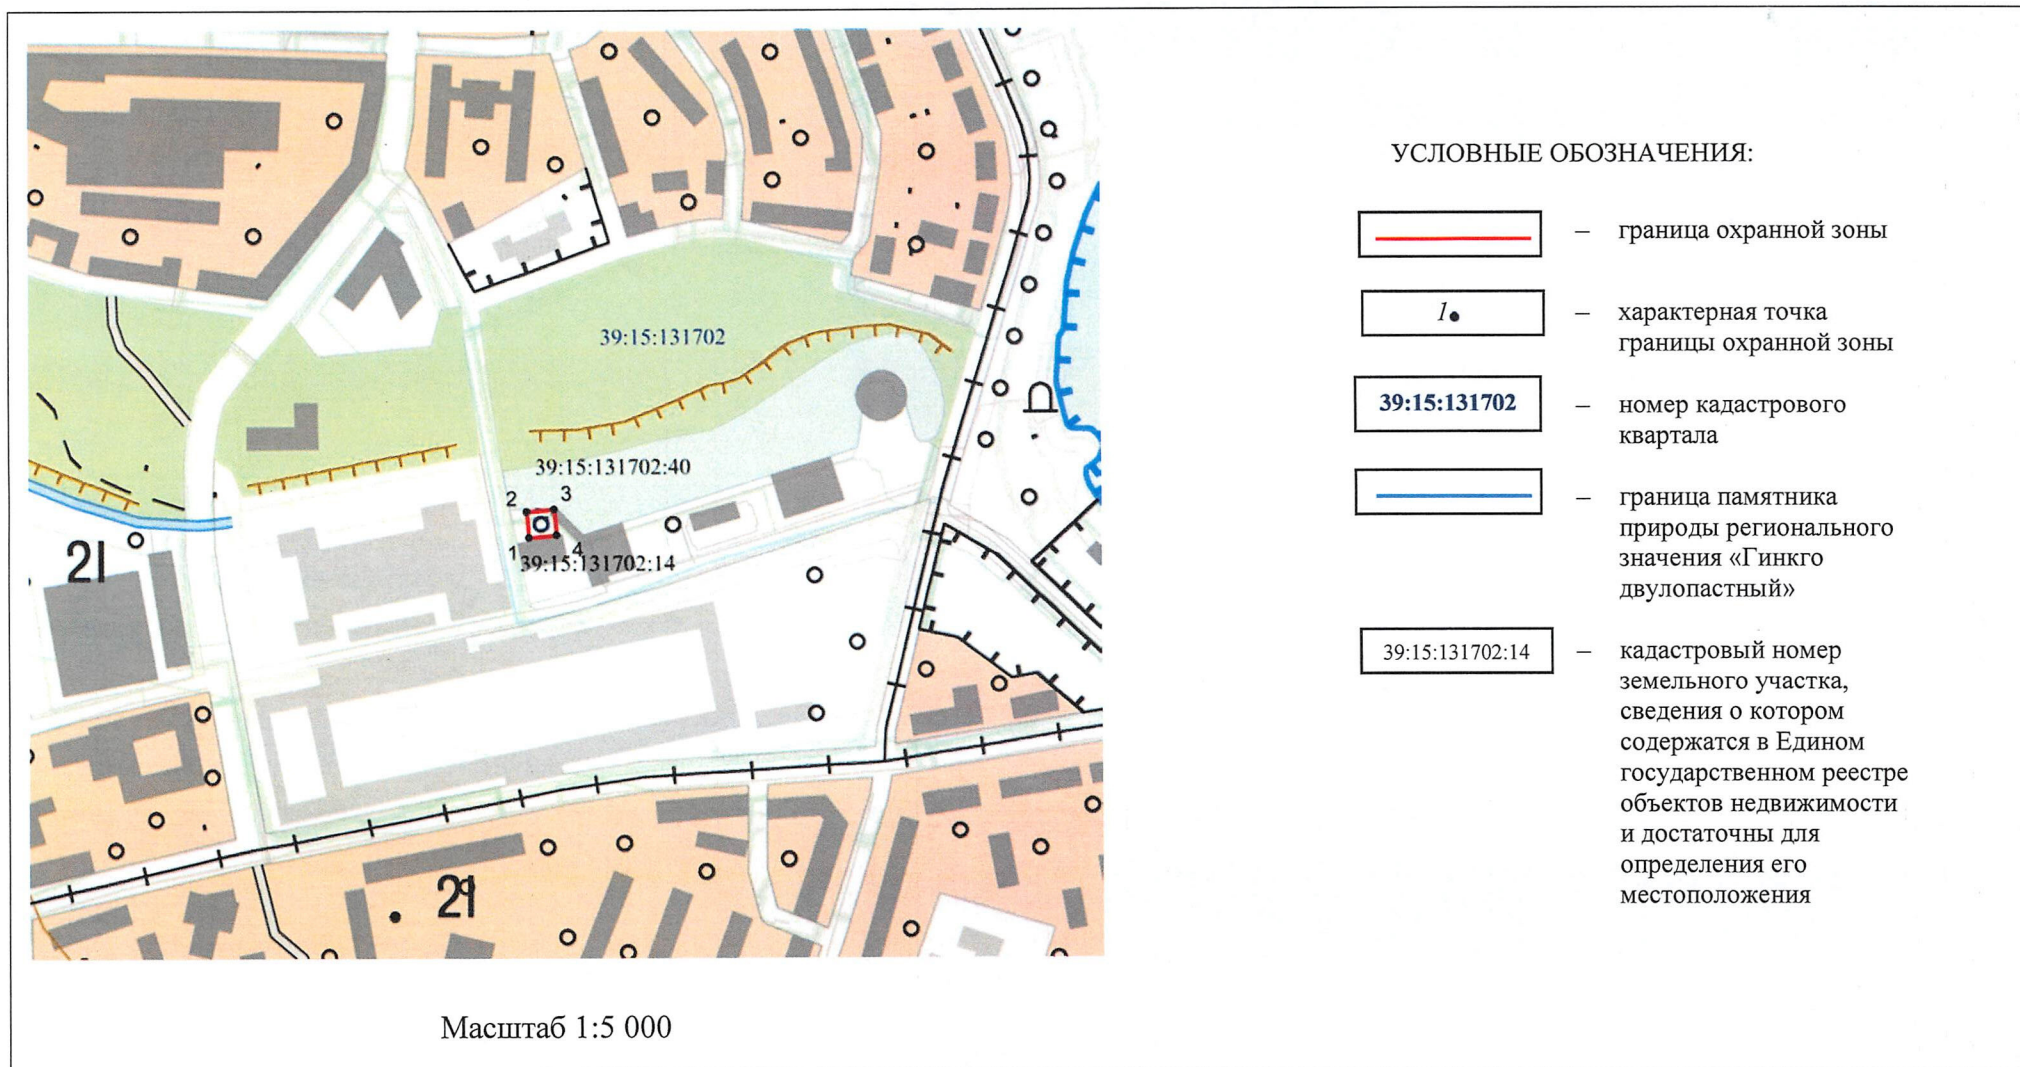 УСЛОВНЫЕ ОБОЗНАЧЕНИЯ:
– граница охранной зоны
1 – характерная точка
границы охранной зоны
39:15:131702 – номер кадастрового
квартала
– граница памятника
природы регионального
значения «Гинкго
двулопастный»
39:15:131702:14 – кадастровый номер
земельного участка,
сведения о котором
содержатся в Едином
государственном реестре
объектов недвижимости
и достаточны для
определения его
местоположения
39:15:131702
39:15:131702:40
2 3
1 4
39:15:131702:14
21
21
Масштаб 1:5 000